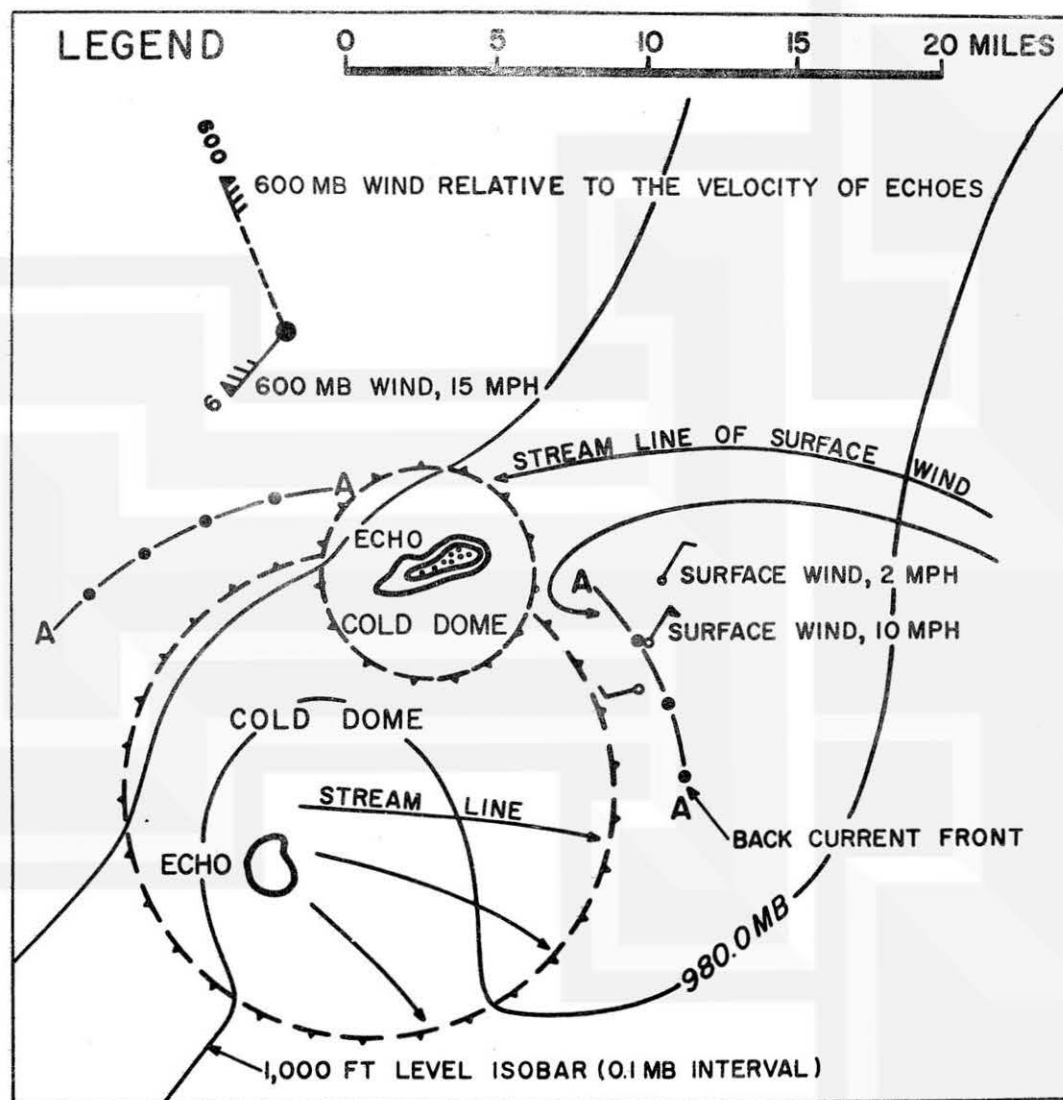 LEGEND
0 5 10 15 20 MILES
600
600 MB WIND RELATIVE TO THE VELOCITY OF ECHOES
6
600 MB WIND, 15 MPH
STREAM LINE OF SURFACE WIND
A
A
ECHO
COLD DOME
A
SURFACE WIND, 2 MPH
SURFACE WIND, 10 MPH
COLD DOME
STREAM LINE
A
BACK CURRENT FRONT
ECHO
980.0 MB
1,000 FT LEVEL ISOBAR (0.1 MB INTERVAL)